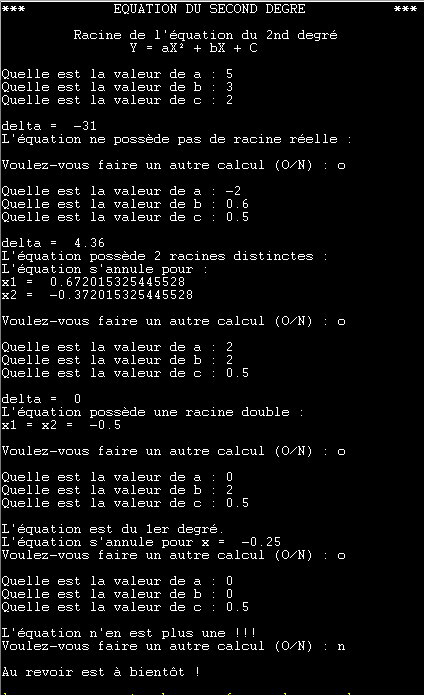 *** EQUATION DU SECOND DEGRE ***
Racine de l'équation du 2nd degré
Y = aX² + bX + C
Quelle est la valeur de a : 5
Quelle est la valeur de b : 3
Quelle est la valeur de c : 2
delta = -31
L'équation ne possède pas de racine réelle :
Voulez-vous faire un autre calcul (O/N) : o
Quelle est la valeur de a : -2
Quelle est la valeur de b : 0.6
Quelle est la valeur de c : 0.5
delta = 4.36
L'équation possède 2 racines distinctes :
L'équation s'annule pour :
x1 = 0.672015325445528
x2 = -0.372015325445528
Voulez-vous faire un autre calcul (O/N) : o
Quelle est la valeur de a : 2
Quelle est la valeur de b : 2
Quelle est la valeur de c : 0.5
delta = 0
L'équation possède une racine double :
x1 = x2 = -0.5
Voulez-vous faire un autre calcul (O/N) : o
Quelle est la valeur de a : 0
Quelle est la valeur de b : 2
Quelle est la valeur de c : 0.5
L'équation est du 1er degré.
L'équation s'annule pour x = -0.25
Voulez-vous faire un autre calcul (O/N) : o
Quelle est la valeur de a : 0
Quelle est la valeur de b : 0
Quelle est la valeur de c : 0.5
L'équation n'en est plus une !!!
Voulez-vous faire un autre calcul (O/N) : n
Au revoir est à bientôt !